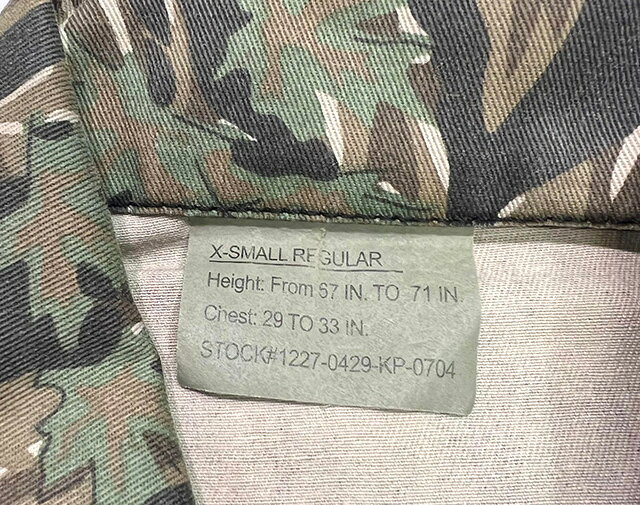 X-SMALL REGULAR
Height: From 67 IN. TO 71 IN.
Chest: 29 TO 33 IN.
STOCK#1227-0429-KP-0704